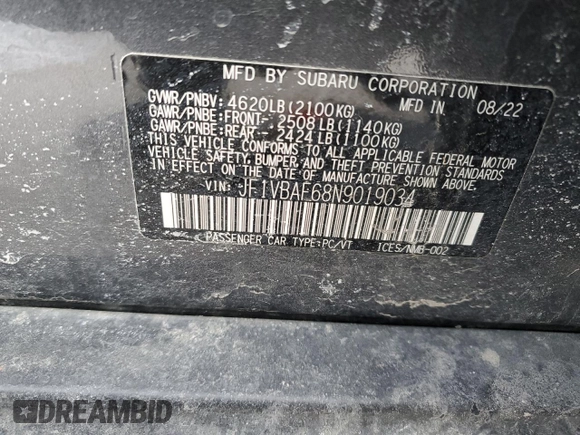 MFD BY SUBARU CORPORATION
GVWR/PNBV: 4620LB(2100KG) MFD IN 08/22
GAWR/PNBE: FRONT- 2508LB(1140KG)
GAWR/PNBE: REAR - 2424LB(1100KG)
THIS VEHICLE CONFORMS TO ALL APPLICABLE FEDERAL MOTOR
VEHICLE SAFETY, BUMPER, AND THEFT PREVENTION STANDARDS
IN EFFECT ON THE DATE OF MANUFACTURE SHOWN ABOVE.
VIN: JF1VBAF68N9019034
PASSENGER CAR TYPE:PC/VT ICES/NMB-002
DREAMBID